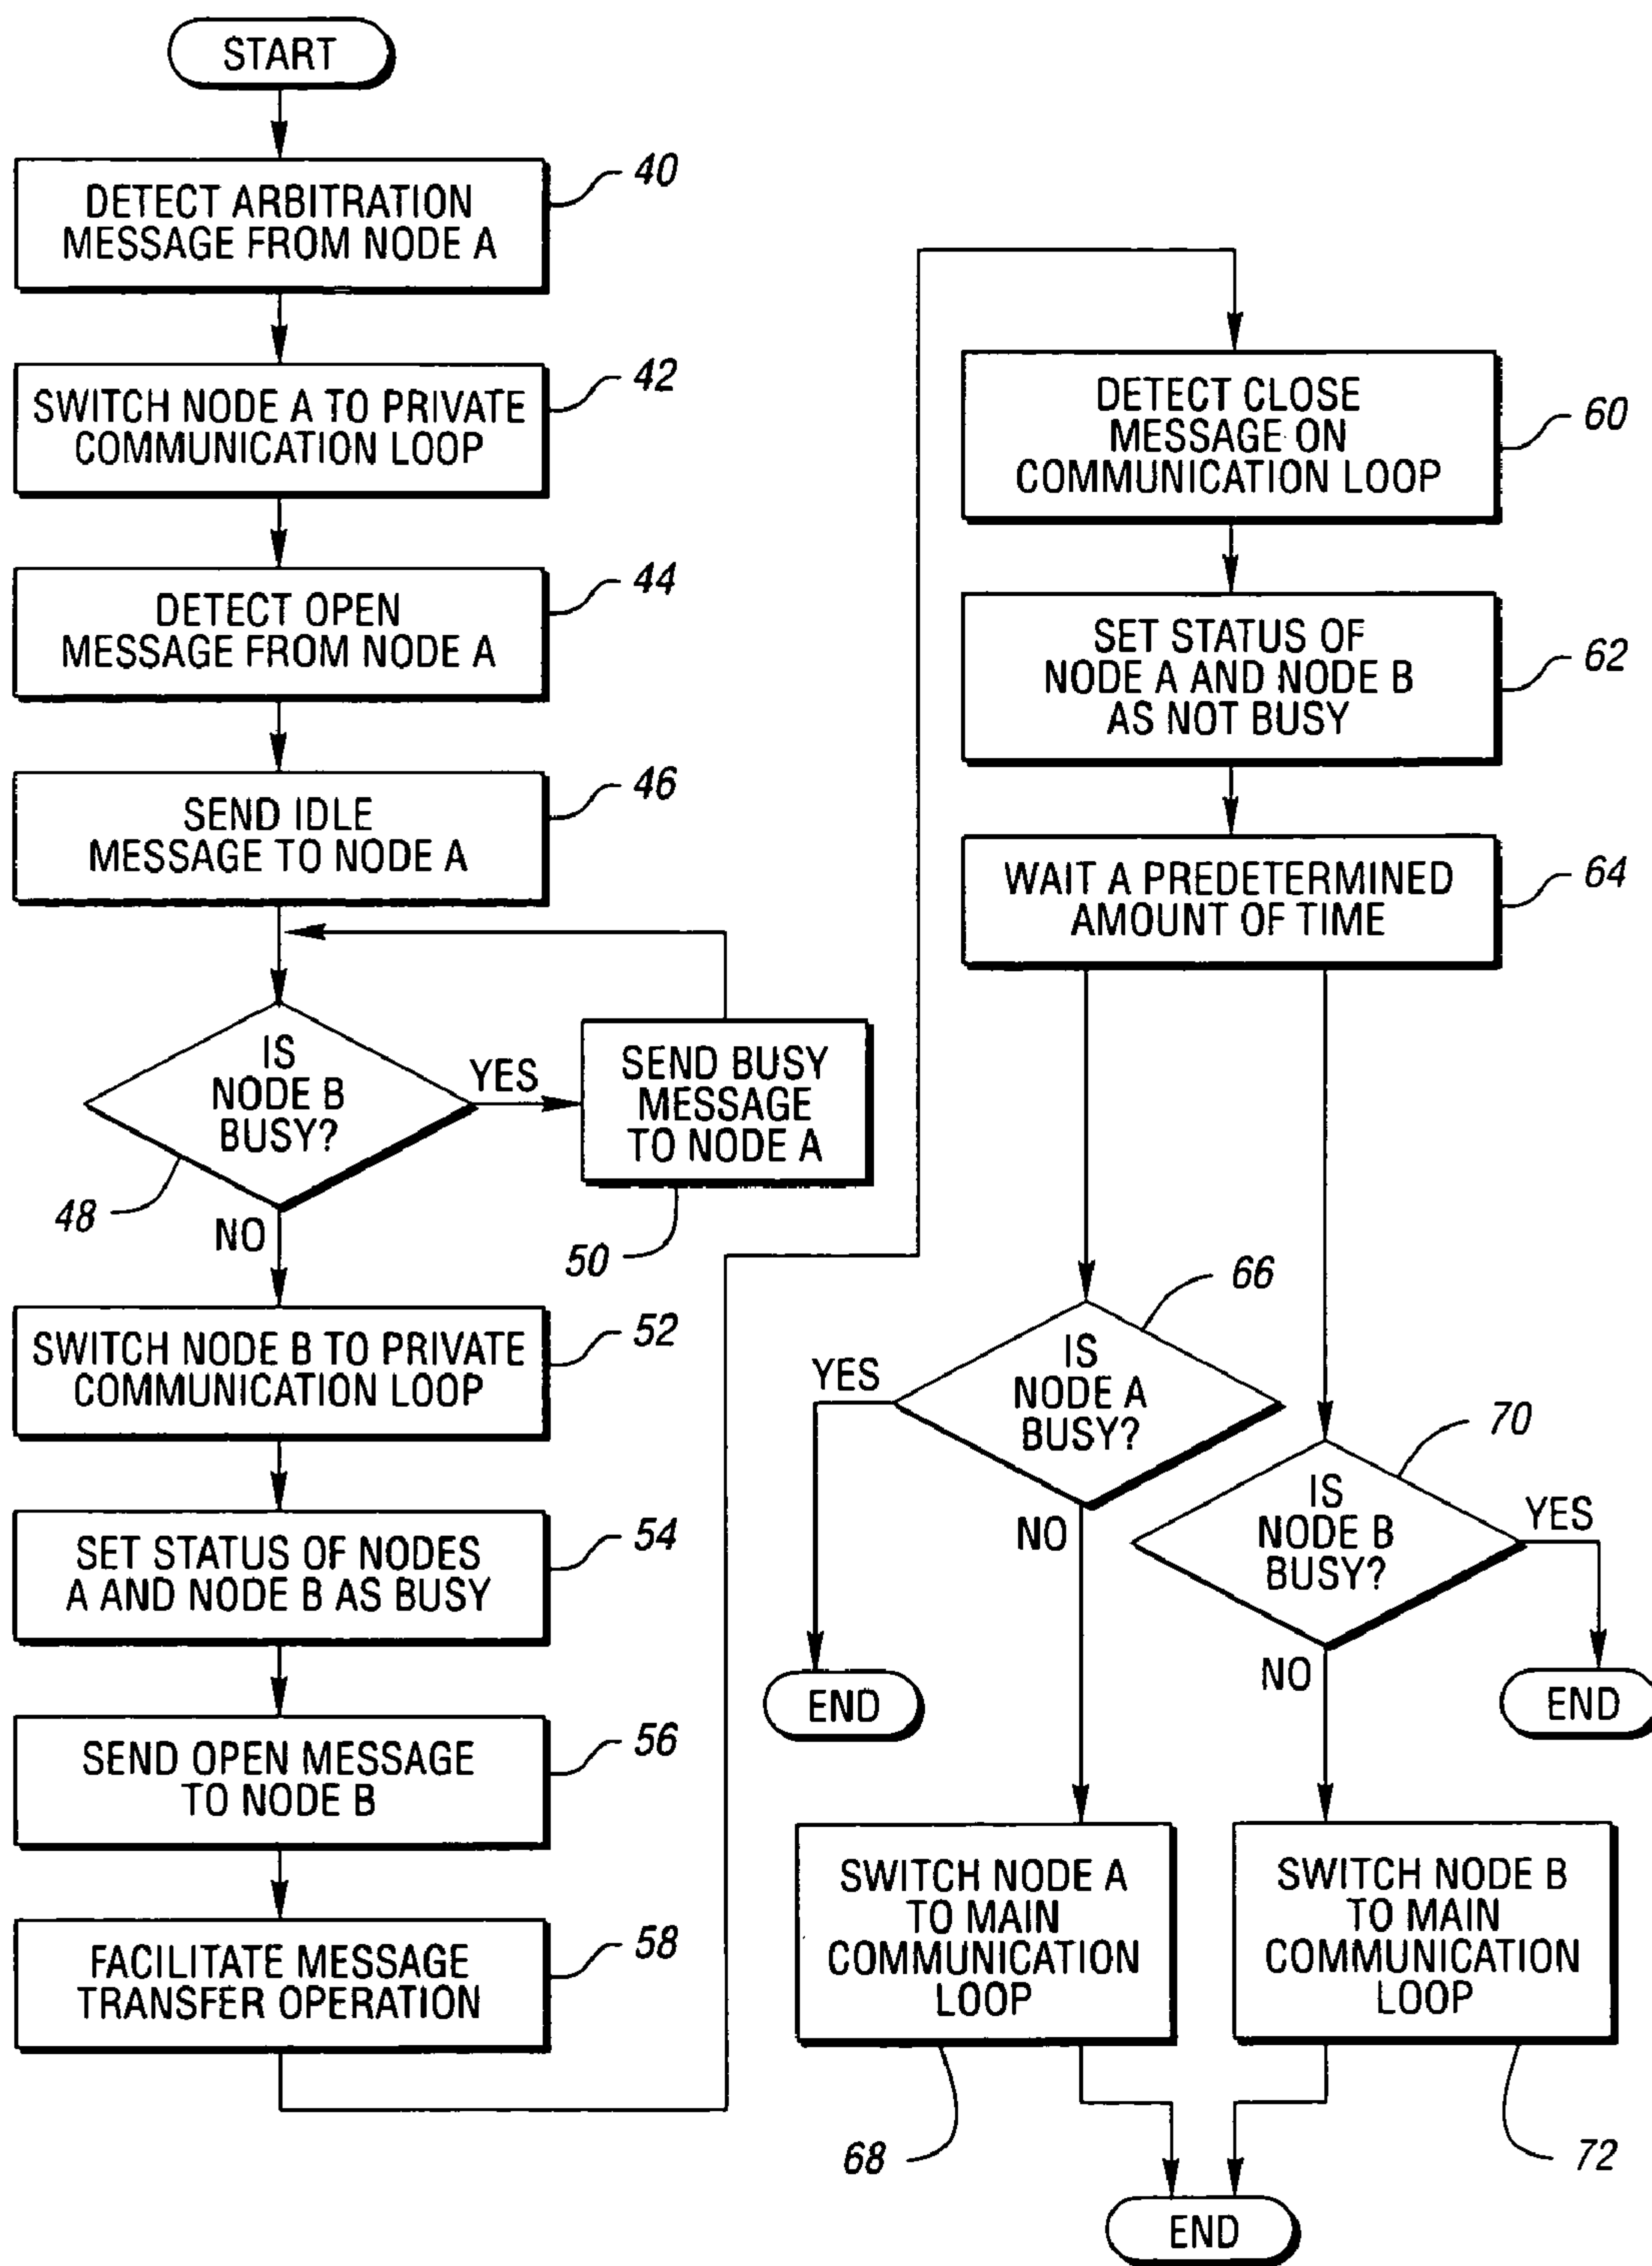 START
DETECT ARBITRATION
MESSAGE FROM NODE A
40
SWITCH NODE A TO PRIVATE
COMMUNICATION LOOP
42
DETECT OPEN
MESSAGE FROM NODE A
44
SEND IDLE
MESSAGE TO NODE A
46
IS
NODE B
BUSY?
48
YES
SEND BUSY
MESSAGE
TO NODE A
50
NO
SWITCH NODE B TO PRIVATE
COMMUNICATION LOOP
52
SET STATUS OF NODES
A AND NODE B AS BUSY
54
SEND OPEN MESSAGE
TO NODE B
56
FACILITATE MESSAGE
TRANSFER OPERATION
58
DETECT CLOSE
MESSAGE ON
COMMUNICATION LOOP
60
SET STATUS OF
NODE A AND NODE B
AS NOT BUSY
62
WAIT A PREDETERMINED
AMOUNT OF TIME
64
IS
NODE A
BUSY?
66
YES
END
NO
SWITCH NODE A
TO MAIN
COMMUNICATION
LOOP
68
IS
NODE B
BUSY?
70
YES
END
NO
SWITCH NODE B
TO MAIN
COMMUNICATION
LOOP
72
END